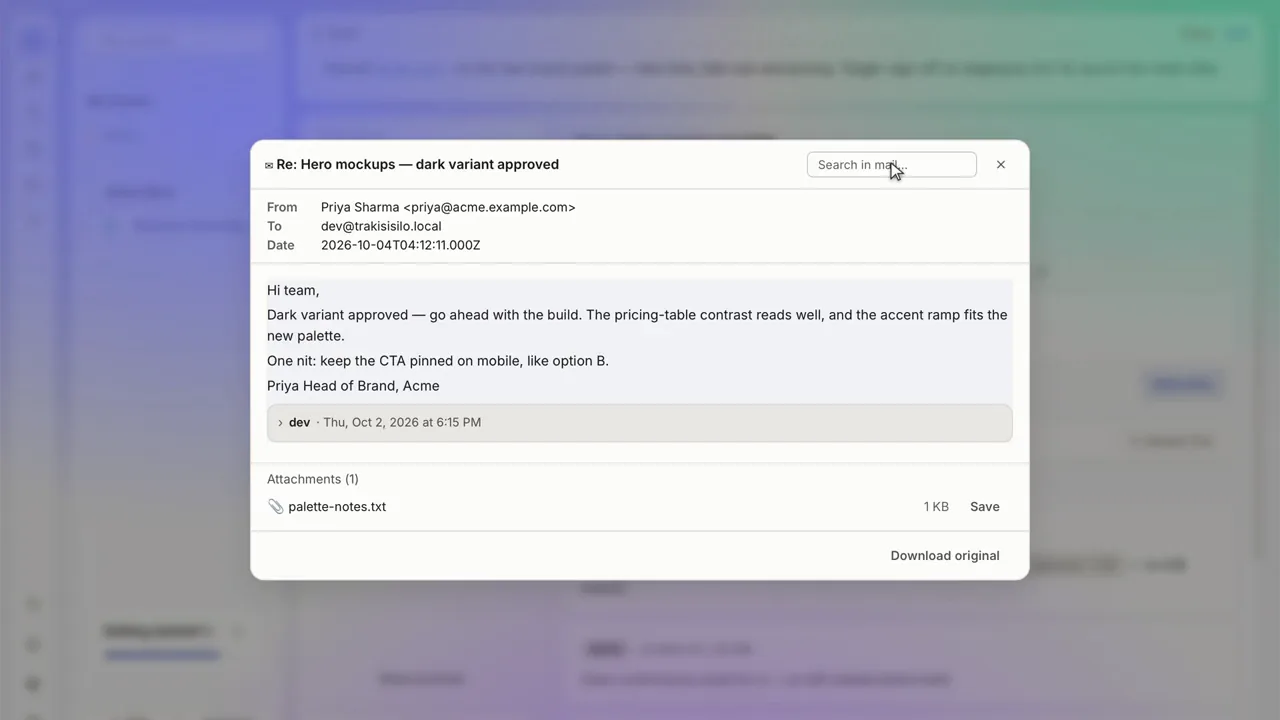 ✉ Re: Hero mockups — dark variant approved
Search in mail…
×
From Priya Sharma <priya@acme.example.com>
To dev@trakisisilo.local
Date 2026-10-04T04:12:11.000Z
Hi team,
Dark variant approved — go ahead with the build. The pricing-table contrast reads well, and the accent ramp fits the
new palette.
One nit: keep the CTA pinned on mobile, like option B.
Priya Head of Brand, Acme
› dev · Thu, Oct 2, 2026 at 6:15 PM
Attachments (1)
palette-notes.txt 1 KB Save
Download original